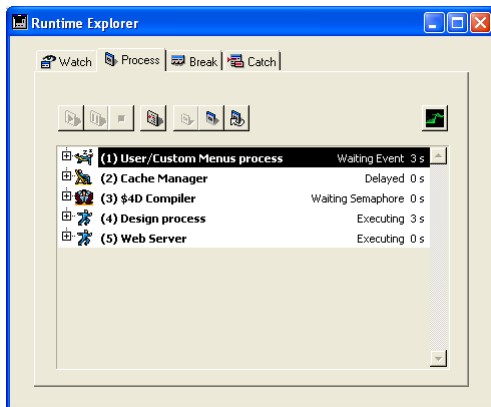 Runtime Explorer
Watch Process Break Catch
(1) User/Custom Menus process Waiting Event 3 s
(2) Cache Manager Delayed 0 s
(3) $4D Compiler Waiting Semaphore 0 s
(4) Design process Executing 3 s
(5) Web Server Executing 0 s